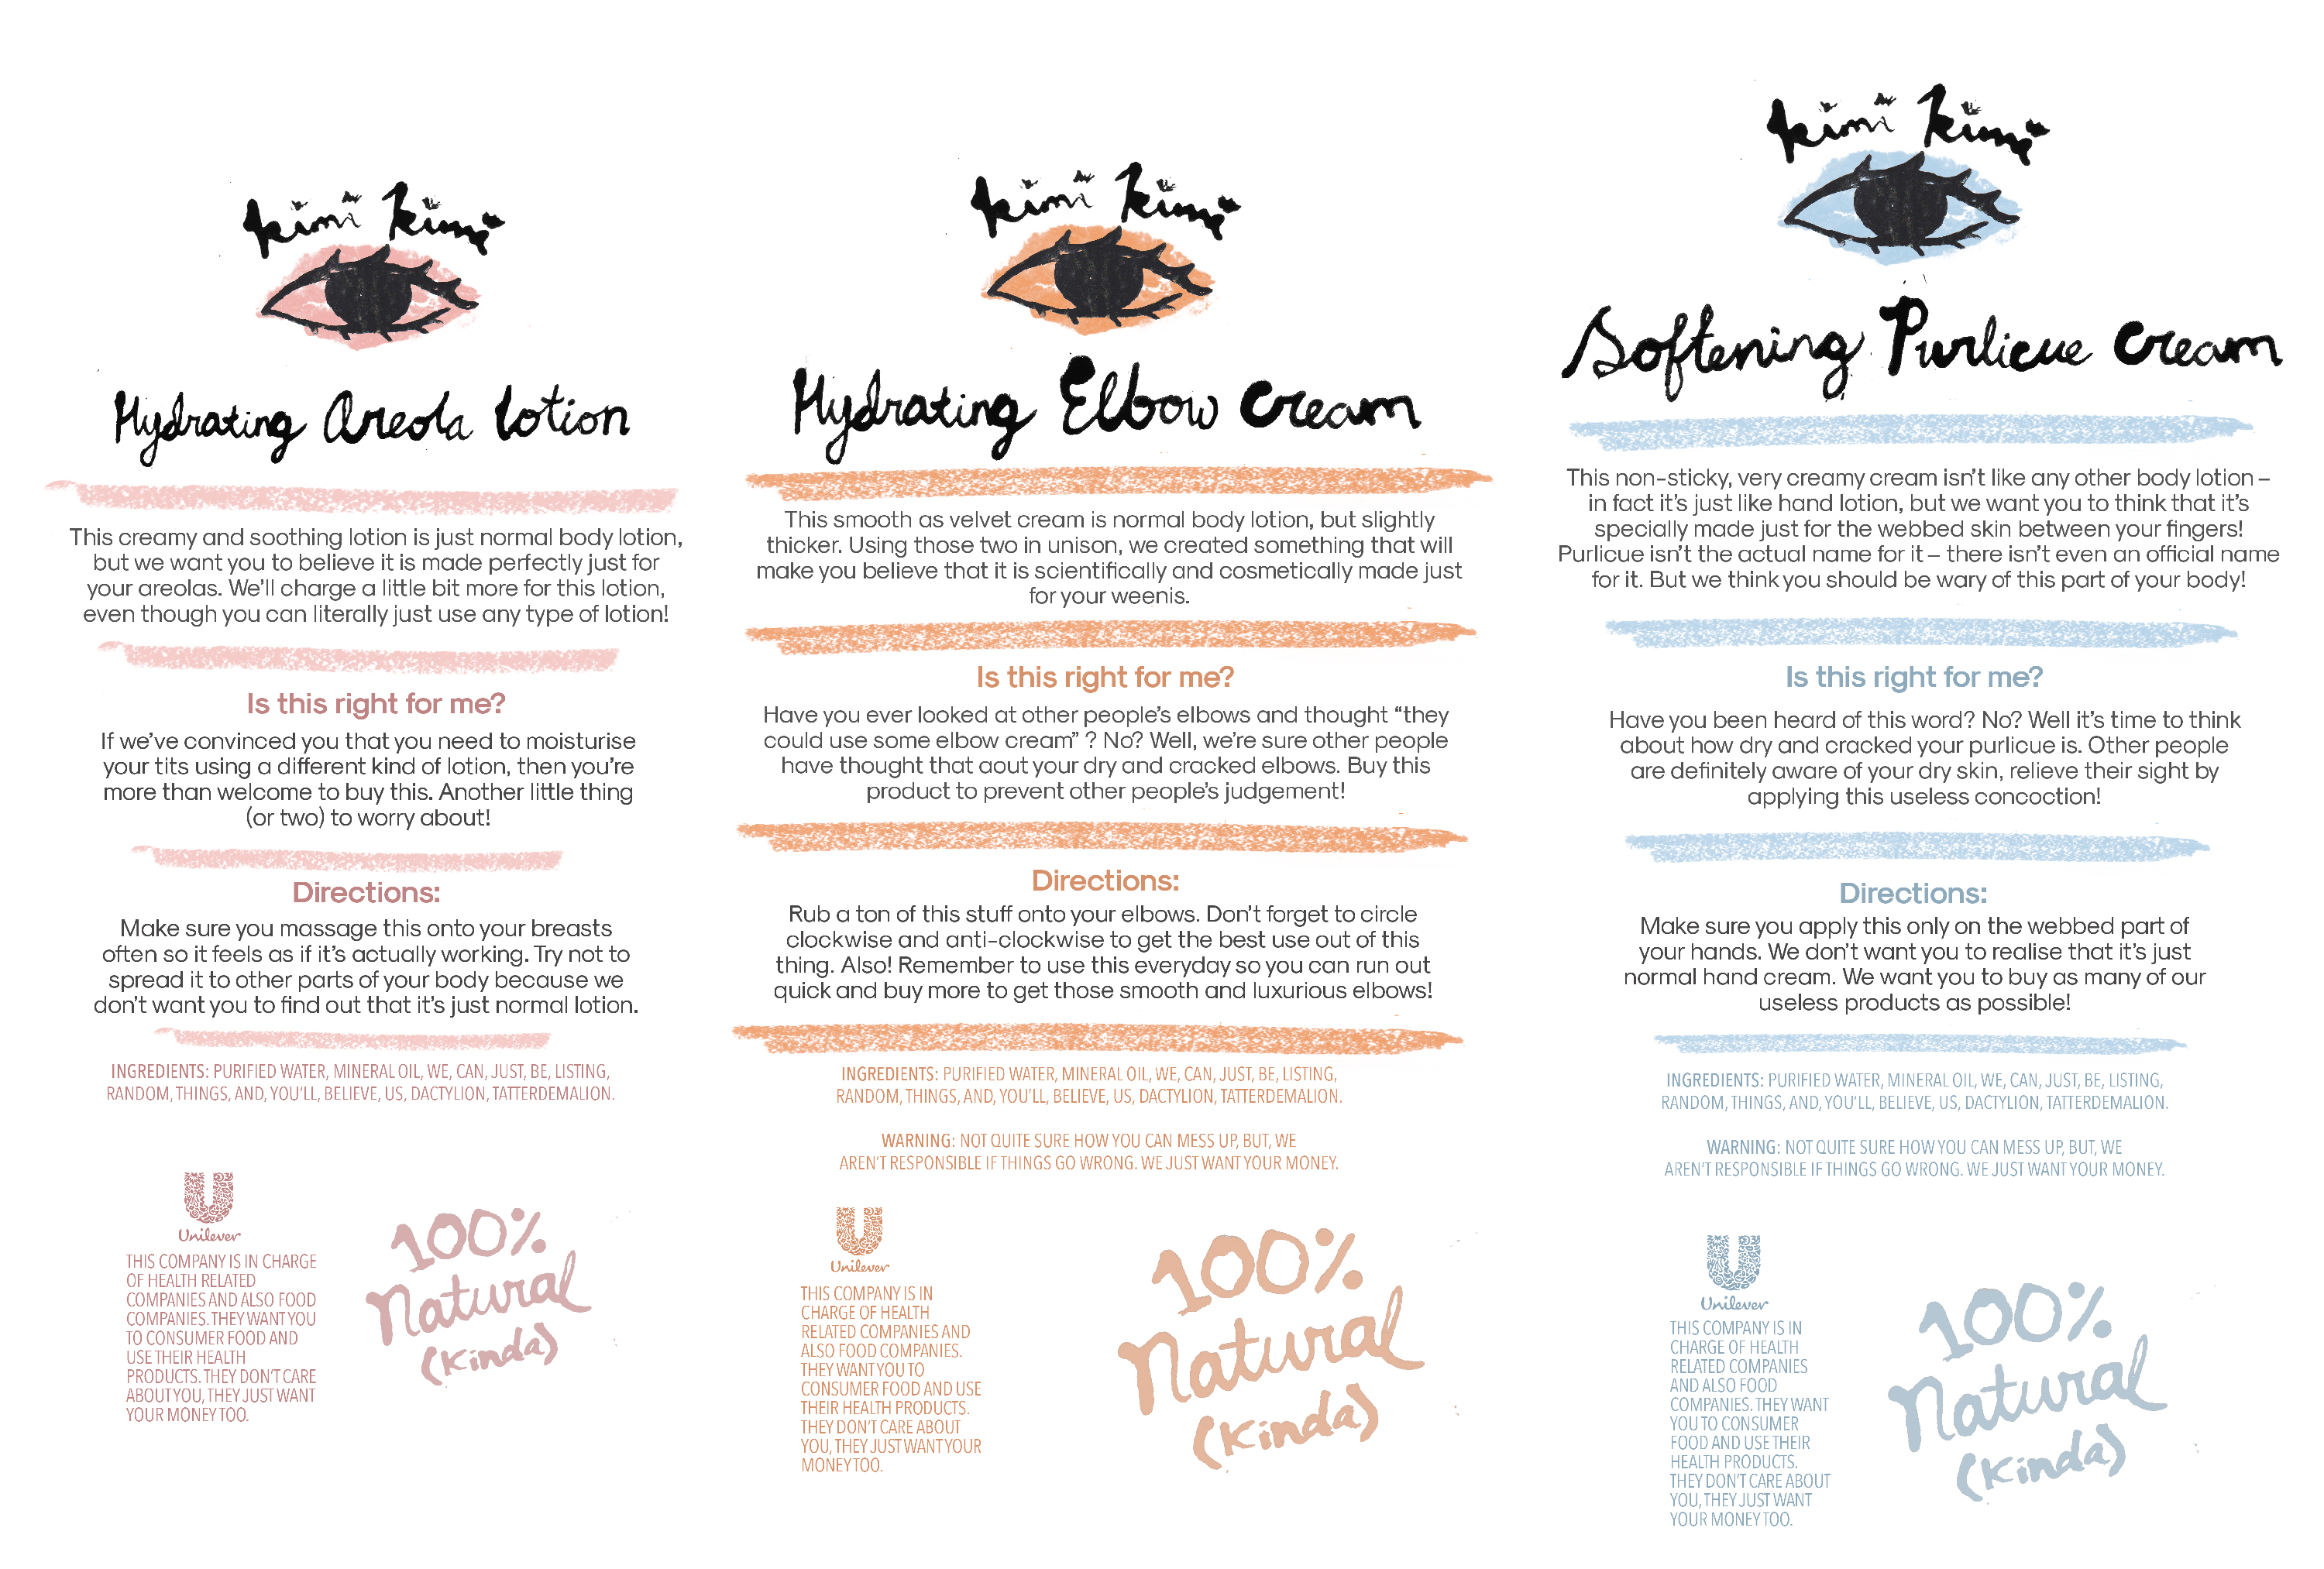 kimi kimi
Hydrating Areola Lotion
This creamy and soothing lotion is just normal body lotion,
but we want you to believe it is made perfectly just for
your areolas. We'll charge a little bit more for this lotion,
even though you can literally just use any type of lotion!
Is this right for me?
If we've convinced you that you need to moisturise
your tits using a different kind of lotion, then you're
more than welcome to buy this. Another little thing
(or two) to worry about!
Directions:
Make sure you massage this onto your breasts
often so it feels as if it's actually working. Try not to
spread it to other parts of your body because we
don't want you to find out that it's just normal lotion.
INGREDIENTS: PURIFIED WATER, MINERAL OIL, WE, CAN, JUST, BE, LISTING,
RANDOM, THINGS, AND, YOU'LL, BELIEVE, US, DACTYLION, TATTERDEMALION.
Unilever
THIS COMPANY IS IN CHARGE
OF HEALTH RELATED
COMPANIES AND ALSO FOOD
COMPANIES. THEY WANT YOU
TO CONSUMER FOOD AND
USE THEIR HEALTH
PRODUCTS. THEY DON'T CARE
ABOUT YOU, THEY JUST WANT
YOUR MONEY TOO.
100%
Natural
(Kinda)
kimi kimi
Hydrating Elbow Cream
This smooth as velvet cream is normal body lotion, but slightly
thicker. Using those two in unison, we created something that will
make you believe that it is scientifically and cosmetically made just
for your weenis.
Is this right for me?
Have you ever looked at other people's elbows and thought “they
could use some elbow cream” ? No? Well, we're sure other people
have thought that aout your dry and cracked elbows. Buy this
product to prevent other people's judgement!
Directions:
Rub a ton of this stuff onto your elbows. Don't forget to circle
clockwise and anti-clockwise to get the best use out of this
thing. Also! Remember to use this everyday so you can run out
quick and buy more to get those smooth and luxurious elbows!
INGREDIENTS: PURIFIED WATER, MINERAL OIL, WE, CAN, JUST, BE, LISTING,
RANDOM, THINGS, AND, YOU'LL, BELIEVE, US, DACTYLION, TATTERDEMALION.
WARNING: NOT QUITE SURE HOW YOU CAN MESS UP, BUT, WE
AREN'T RESPONSIBLE IF THINGS GO WRONG. WE JUST WANT YOUR MONEY.
Unilever
THIS COMPANY IS IN
CHARGE OF HEALTH
RELATED COMPANIES AND
ALSO FOOD COMPANIES.
THEY WANT YOU TO
CONSUMER FOOD AND USE
THEIR HEALTH PRODUCTS.
THEY DON'T CARE ABOUT
YOU, THEY JUST WANT YOUR
MONEY TOO.
100%
Natural
(Kinda)
kimi kimi
Softening Purlicue Cream
This non-sticky, very creamy cream isn't like any other body lotion –
in fact it's just like hand lotion, but we want you to think that it's
specially made just for the webbed skin between your fingers!
Purlicue isn't the actual name for it – there isn't even an official name
for it. But we think you should be wary of this part of your body!
Is this right for me?
Have you been heard of this word? No? Well it's time to think
about how dry and cracked your purlicue is. Other people
are definitely aware of your dry skin, relieve their sight by
applying this useless concoction!
Directions:
Make sure you apply this only on the webbed part of
your hands. We don't want you to realise that it's just
normal hand cream. We want you to buy as many of our
useless products as possible!
INGREDIENTS: PURIFIED WATER, MINERAL OIL, WE, CAN, JUST, BE, LISTING,
RANDOM, THINGS, AND, YOU'LL, BELIEVE, US, DACTYLION, TATTERDEMALION.
WARNING: NOT QUITE SURE HOW YOU CAN MESS UP, BUT, WE
AREN'T RESPONSIBLE IF THINGS GO WRONG. WE JUST WANT YOUR MONEY.
Unilever
THIS COMPANY IS IN
CHARGE OF HEALTH
RELATED COMPANIES
AND ALSO FOOD
COMPANIES. THEY WANT
YOU TO CONSUMER
FOOD AND USE THEIR
HEALTH PRODUCTS.
THEY DON'T CARE ABOUT
YOU, THEY JUST WANT
YOUR MONEY TOO.
100%
Natural
(Kinda)